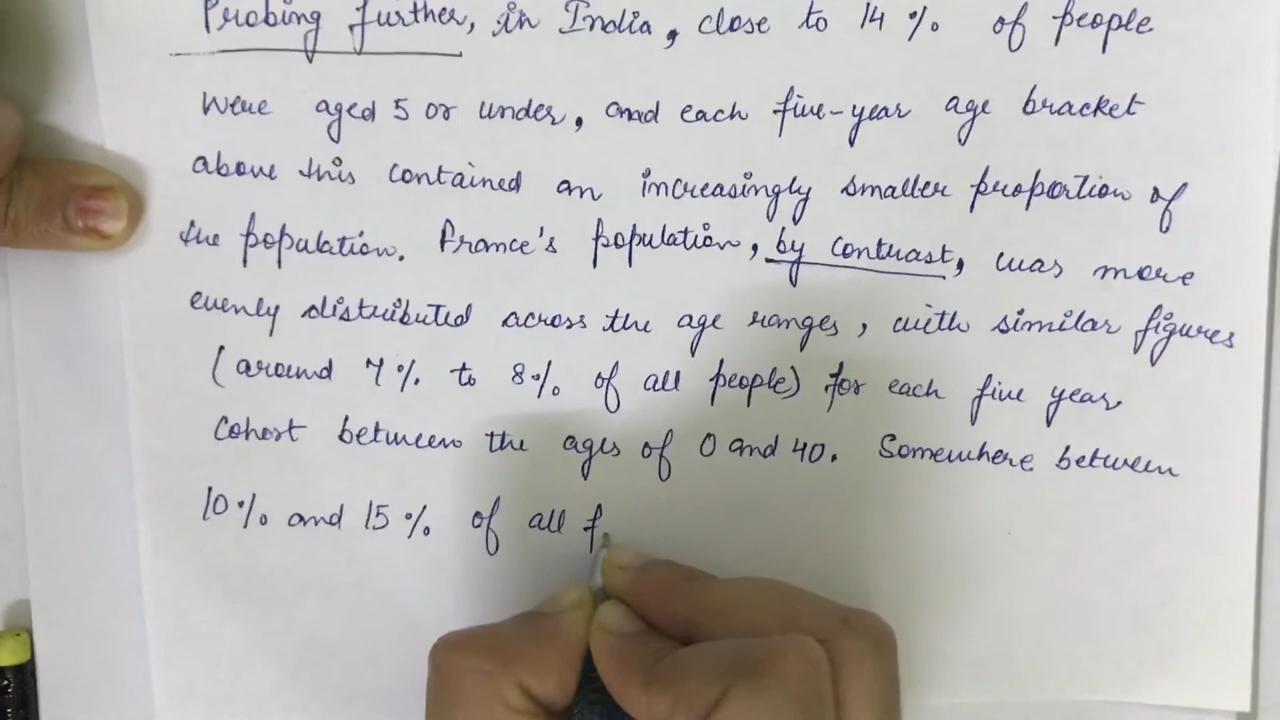 Probing further, in India, close to 14% of people
were aged 5 or under, and each five-year age bracket
above this contained an increasingly smaller proportion of
the population. France's population, by contrast, was more
evenly distributed across the age ranges, with similar figures
(around 7% to 8% of all people) for each five year
cohort between the ages of 0 and 40. Somewhere between
10% and 15% of all f